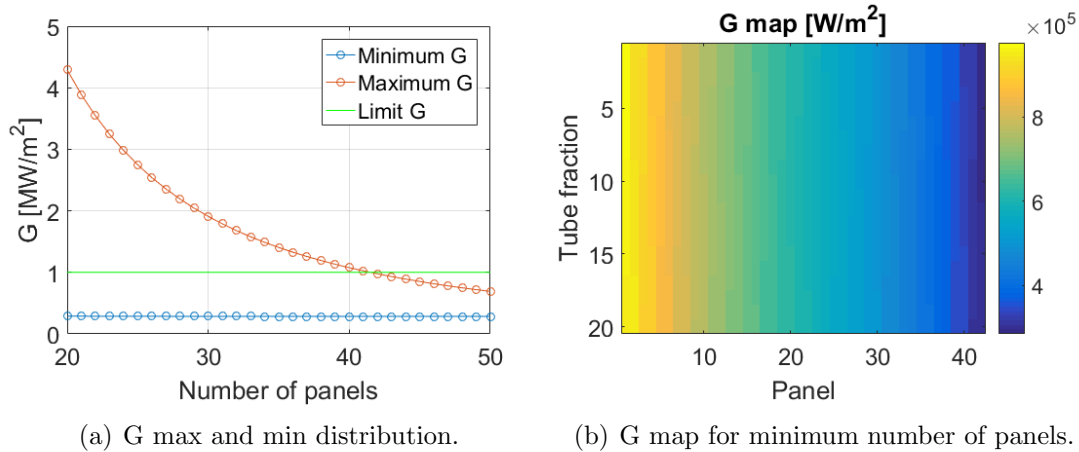 5
4
3
2
1
0
G [MW/m²]
20
30
40
50
Number of panels
Minimum G
Maximum G
Limit G
(a) G max and min distribution.
G map [W/m²]
×10⁵
5
10
15
20
Tube fraction
10
20
30
40
Panel
8
6
4
(b) G map for minimum number of panels.